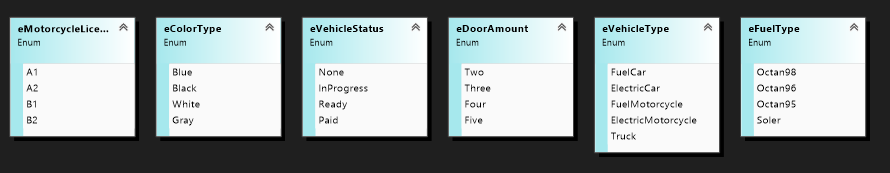 eMotorcycleLice...
Enum
A1
A2
B1
B2
eColorType
Enum
Blue
Black
White
Gray
eVehicleStatus
Enum
None
InProgress
Ready
Paid
eDoorAmount
Enum
Two
Three
Four
Five
eVehicleType
Enum
FuelCar
ElectricCar
FuelMotorcycle
ElectricMotorcycle
Truck
eFuelType
Enum
Octan98
Octan96
Octan95
Soler